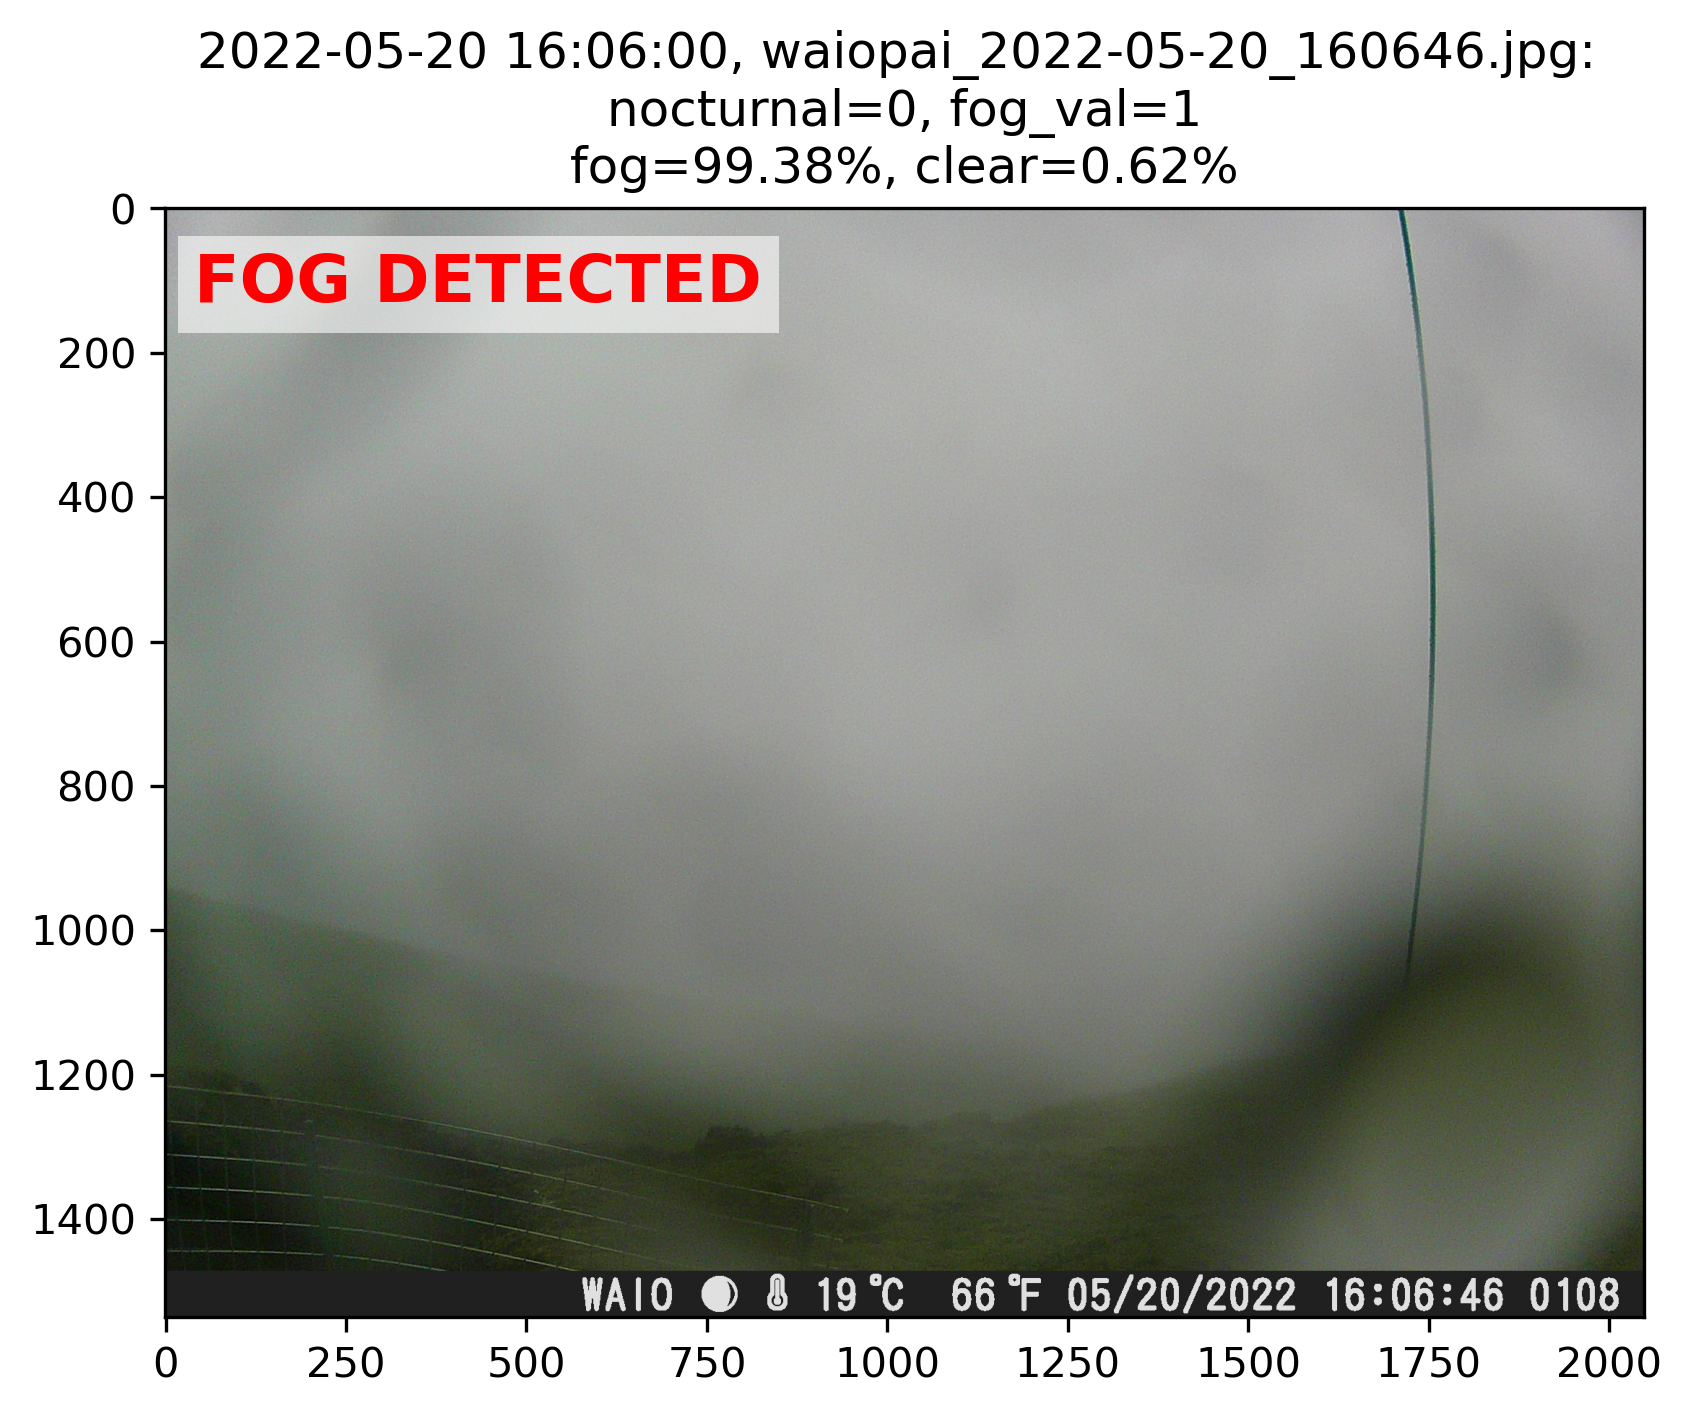 2022-05-20 16:06:00, waiopai_2022-05-20_160646.jpg:
nocturnal=0, fog_val=1
fog=99.38%, clear=0.62%
FOG DETECTED
0
200
400
600
800
1000
1200
1400
WAIO 19°C 66°F 05/20/2022 16:06:46 0108
0 250 500 750 1000 1250 1500 1750 2000